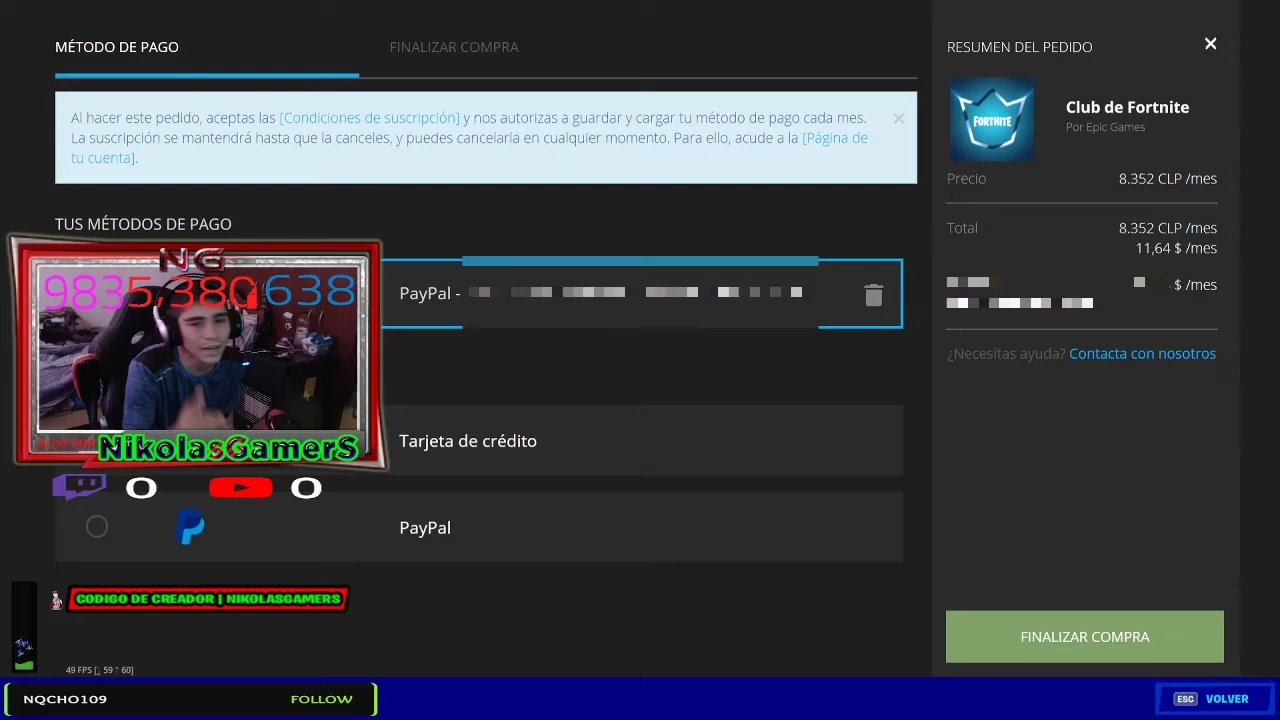 MÉTODO DE PAGO
FINALIZAR COMPRA
RESUMEN DEL PEDIDO
Al hacer este pedido, aceptas las [Condiciones de suscripción] y nos autorizas a guardar y cargar tu método de pago cada mes.
La suscripción se mantendrá hasta que la canceles, y puedes cancelarla en cualquier momento. Para ello, acude a la [Página de
tu cuenta].
FORTNITE
Club de Fortnite
Por Epic Games
Precio
8.352 CLP /mes
Total
8.352 CLP /mes
11,64 $ /mes
$ /mes
¿Necesitas ayuda? Contacta con nosotros
TUS MÉTODOS DE PAGO
NG
9835,380,638
PayPal -
NikolasGamerS
Tarjeta de crédito
0
0
PayPal
CODIGO DE CREADOR | NIKOLASGAMERS
49 FPS [↓ 59 ↑ 60]
FINALIZAR COMPRA
NQCHO109
FOLLOW
ESC VOLVER